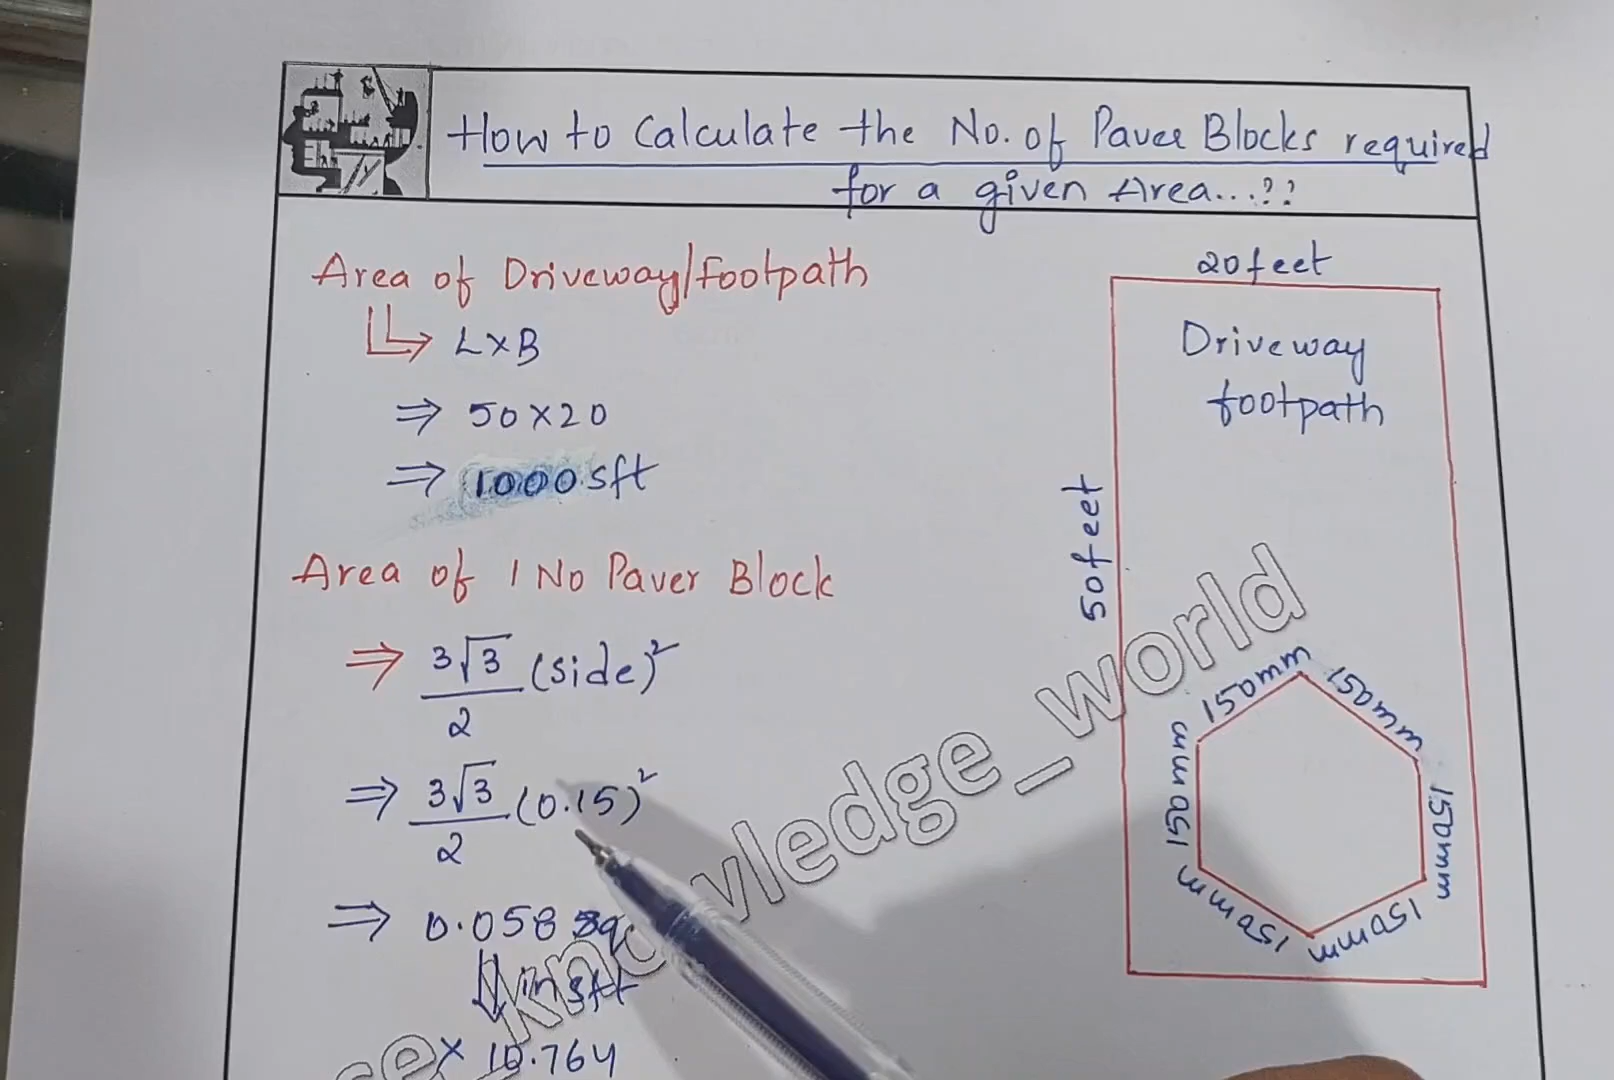 How to Calculate the No. of Paver Blocks required
for a given Area...??
Area of Driveway/Footpath
L×B
⇒ 50×20
⇒ 1000 sft
Area of 1 No Paver Block
⇒ 3√3/2 (side)²
⇒ 3√3/2 (0.15)²
⇒ 0.058 sq
in sft
× 10.764
20feet
Driveway
footpath
50feet
150mm
150mm
150mm
150mm
150mm
150mm
knowledge_world